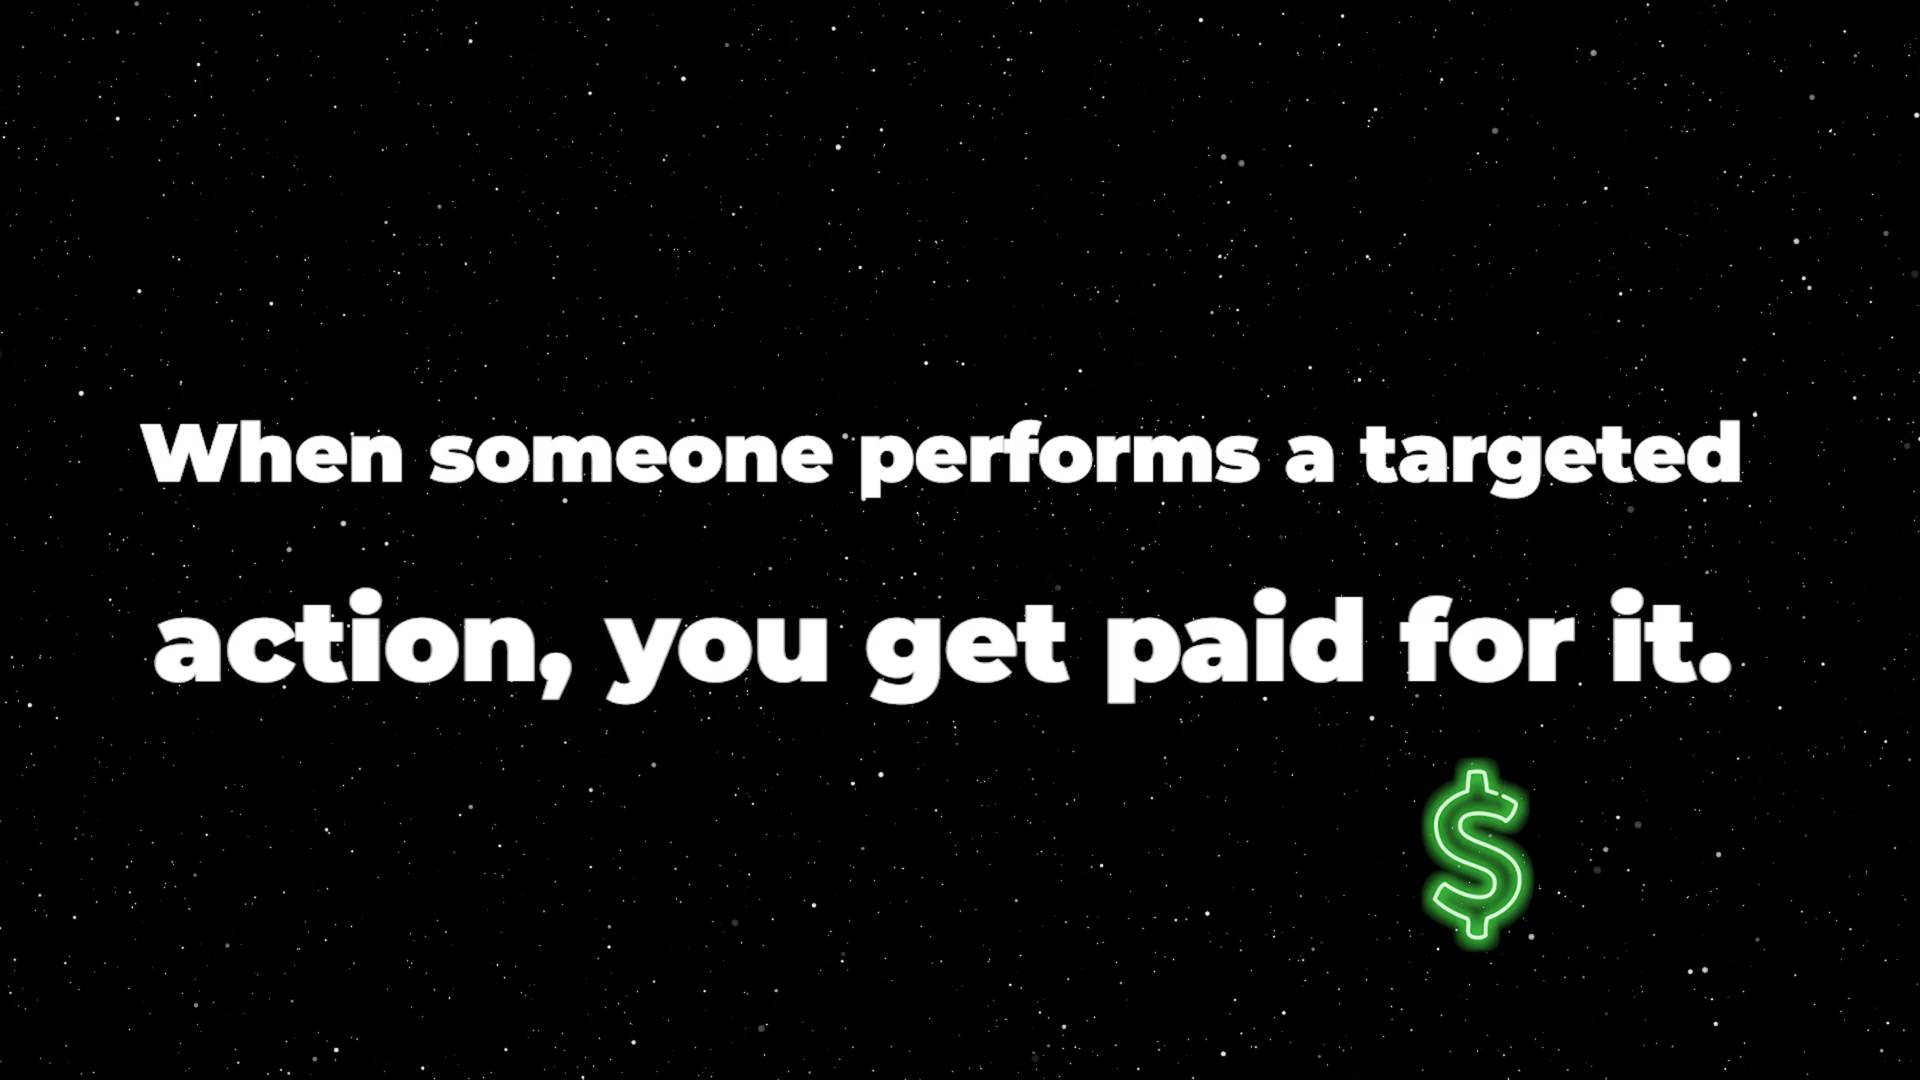 When someone performs a targeted
action, you get paid for it.
$